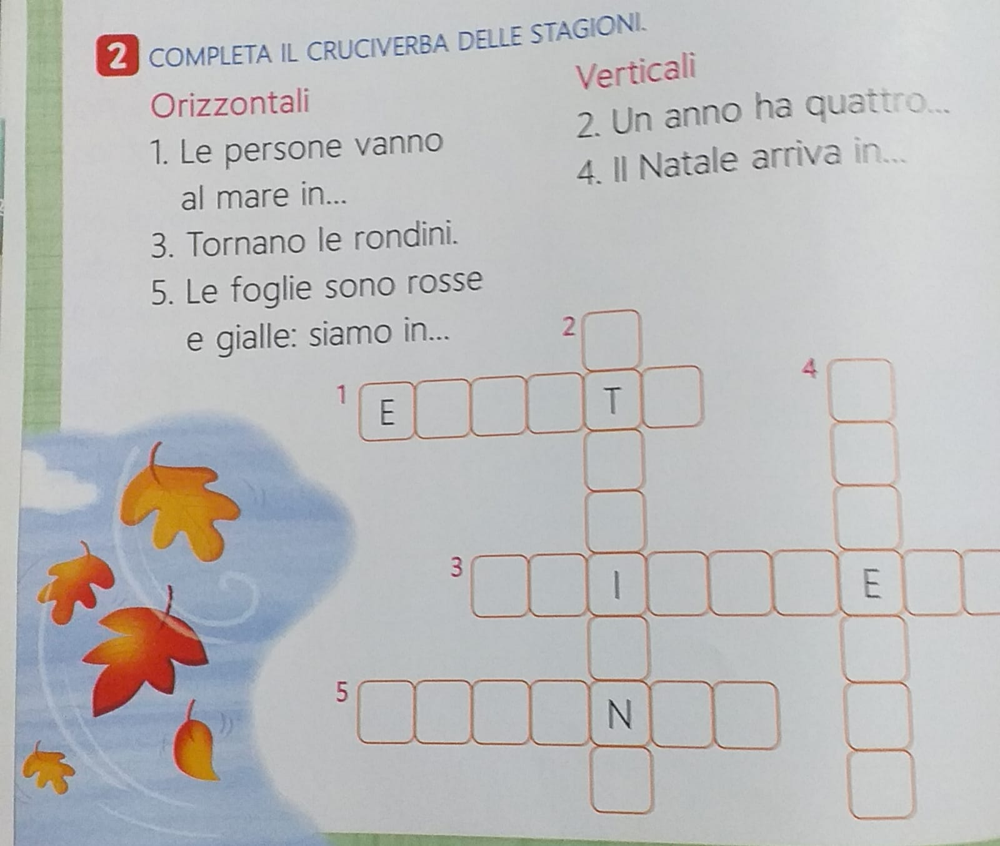 2 COMPLETA IL CRUCIVERBA DELLE STAGIONI.
Orizzontali
1. Le persone vanno
al mare in...
3. Tornano le rondini.
5. Le foglie sono rosse
e gialle: siamo in...
Verticali
2. Un anno ha quattro...
4. Il Natale arriva in...
2
4
1 E T
3 I E
5 N